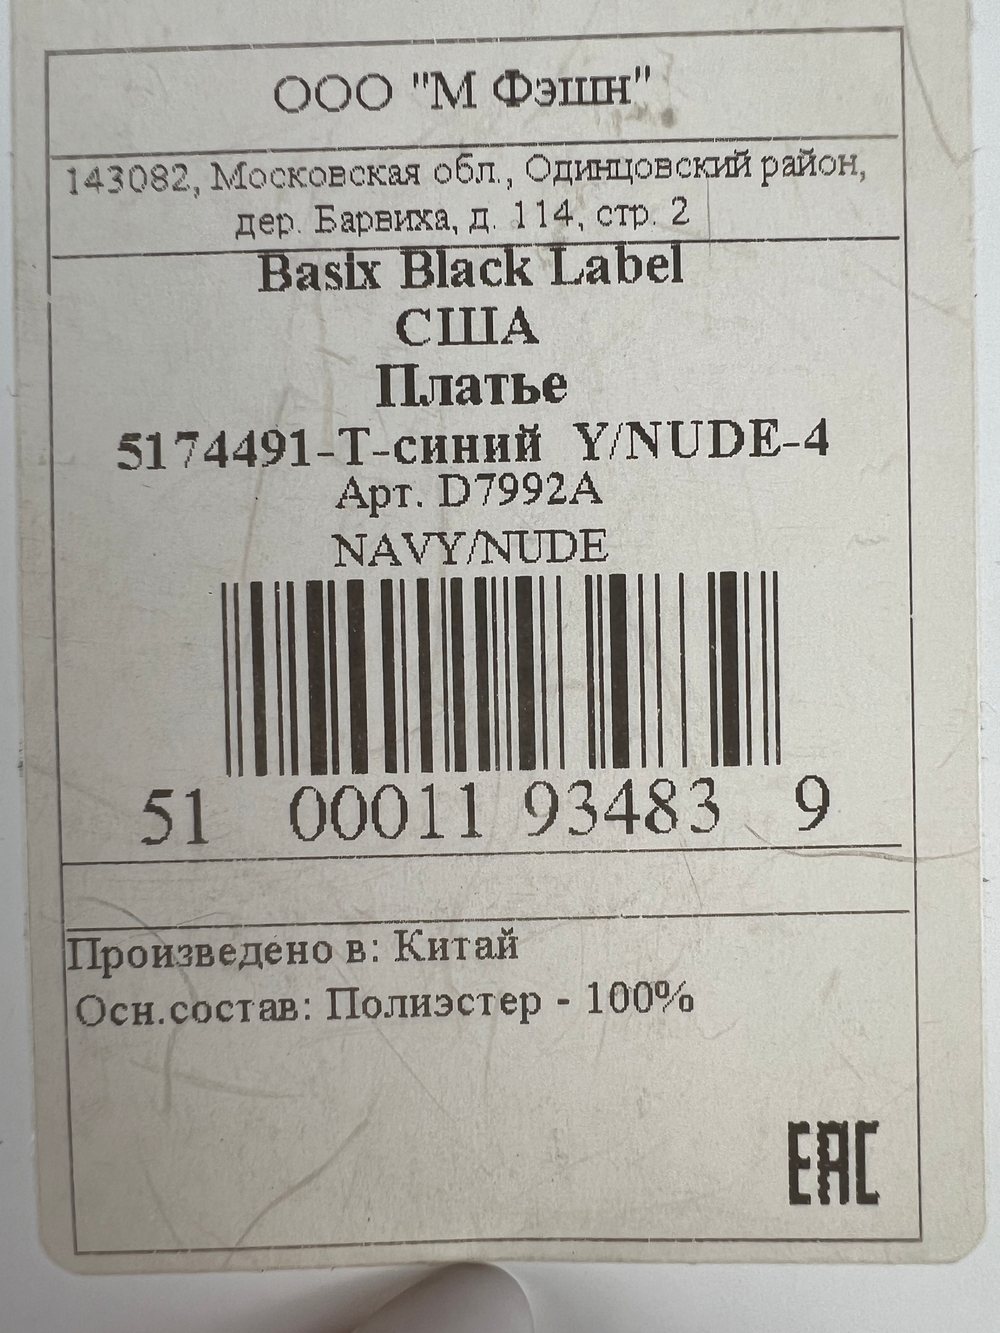 ООО "М Фэшн"
143082, Московская обл., Одинцовский район,
дер. Барвиха, д. 114, стр. 2
Basix Black Label
США
Платье
5174491-Т-синий Y/NUDE-4
Арт. D7992A
NAVY/NUDE
51 00011 93483 9
Произведено в: Китай
Осн.состав: Полиэстер - 100%
EAC